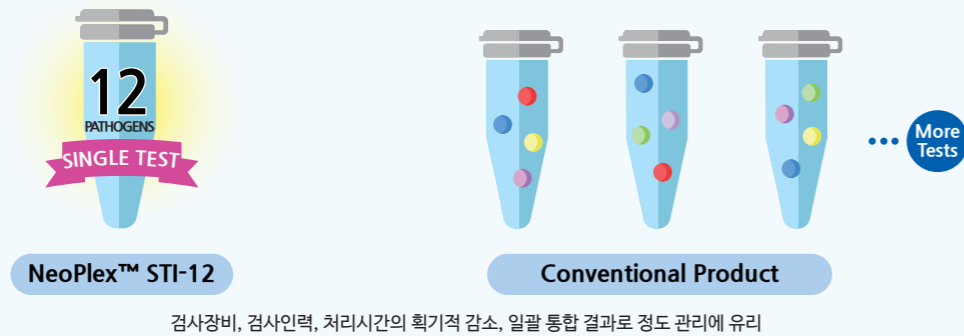 12
PATHOGENS
SINGLE TEST
More
Tests
NeoPlex™ STI-12
Conventional Product
검사장비, 검사인력, 처리시간의 획기적 감소, 일괄 통합 결과로 정도 관리에 유리